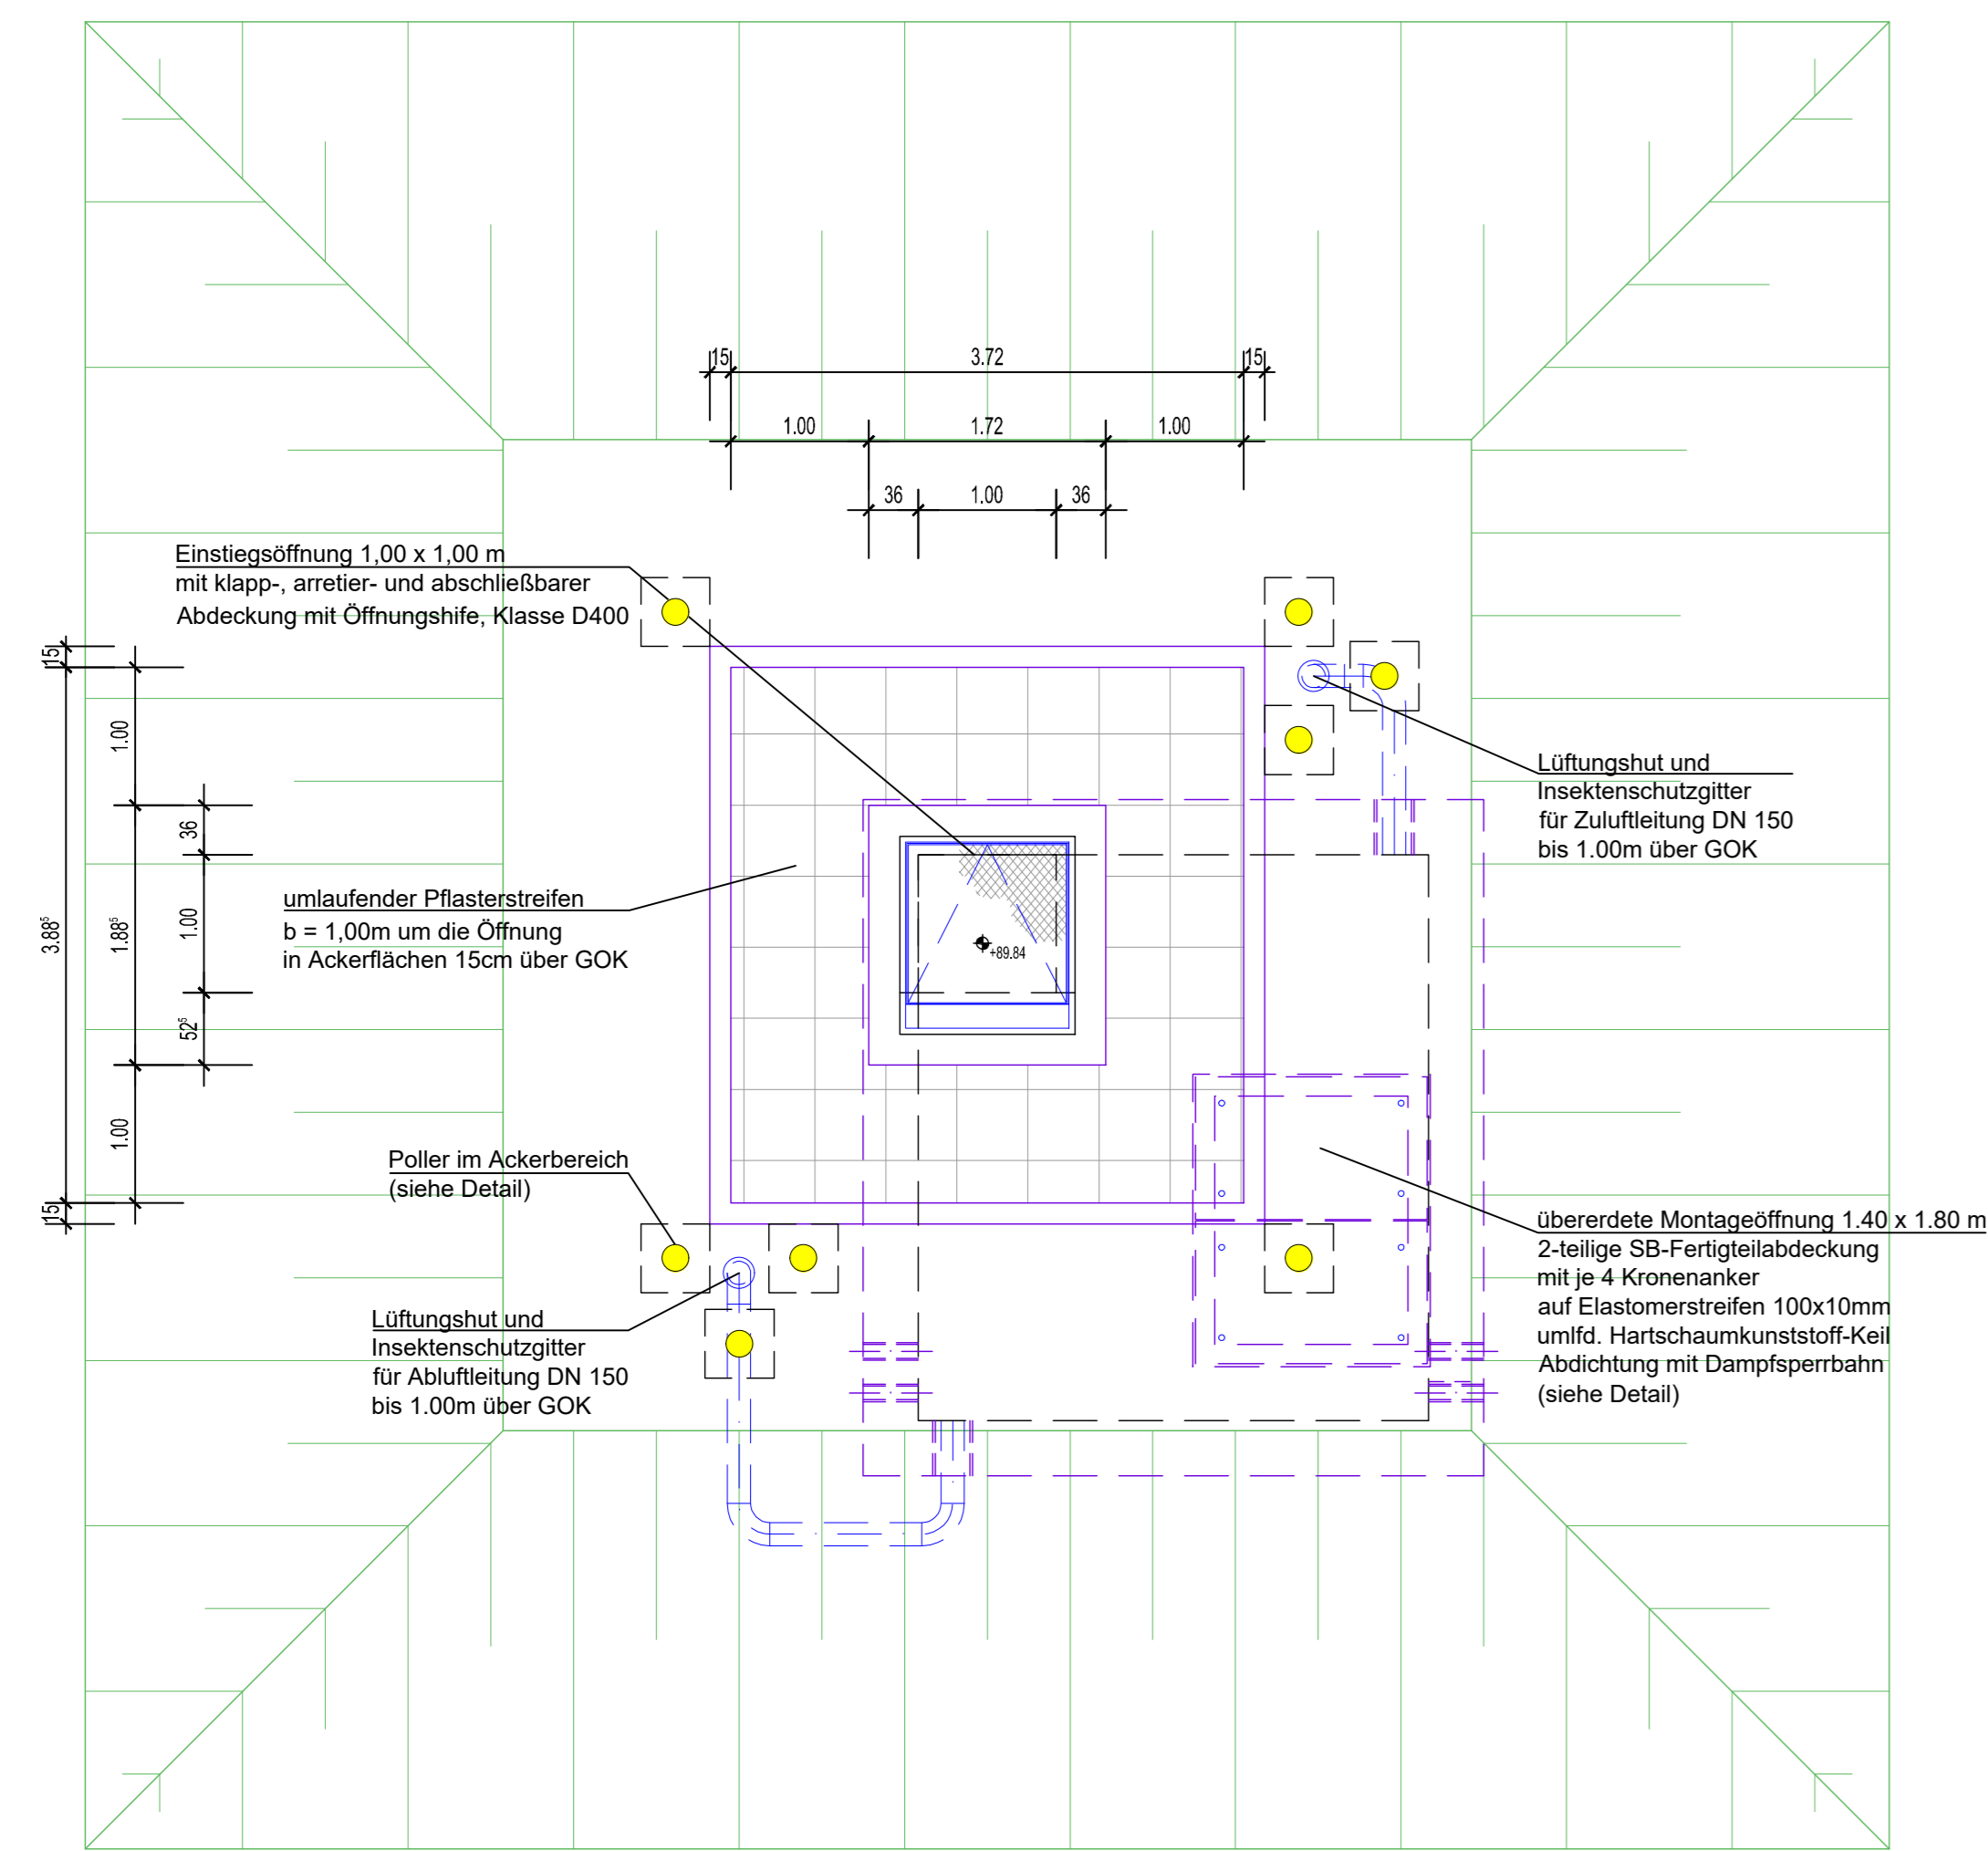 15
3.72
15
1.00
1.72
1.00
36
1.00
36
Einstiegsöffnung 1,00 x 1,00 m
mit klapp-, arretier- und abschließbarer
Abdeckung mit Öffnungshife, Klasse D400
15
3.88⁵
15
1.00
1.88⁵
1.00
36
1.00
52⁵
Lüftungshut und
Insektenschutzgitter
für Zuluftleitung DN 150
bis 1.00m über GOK
umlaufender Pflasterstreifen
b = 1,00m um die Öffnung
in Ackerflächen 15cm über GOK
+89.84
Poller im Ackerbereich
(siehe Detail)
übererdete Montageöffnung 1.40 x 1.80 m
2-teilige SB-Fertigteilabdeckung
mit je 4 Kronenanker
auf Elastomerstreifen 100x10mm
umlfd. Hartschaumkunststoff-Keil
Abdichtung mit Dampfsperrbahn
(siehe Detail)
Lüftungshut und
Insektenschutzgitter
für Abluftleitung DN 150
bis 1.00m über GOK